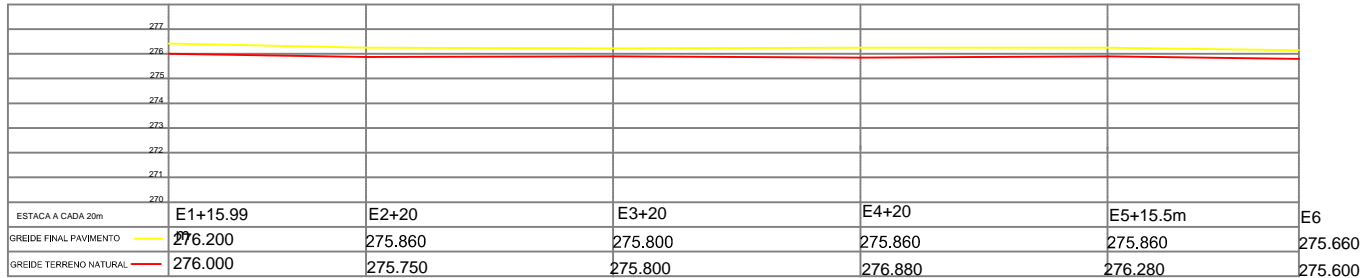 277
276
275
274
273
272
271
270
ESTACA A CADA 20m E1+15.99 m E2+20 E3+20 E4+20 E5+15.5m E6
GREIDE FINAL PAVIMENTO 276.200 275.860 275.800 275.860 275.860 275.660
GREIDE TERRENO NATURAL 276.000 275.750 275.800 276.880 276.280 275.600